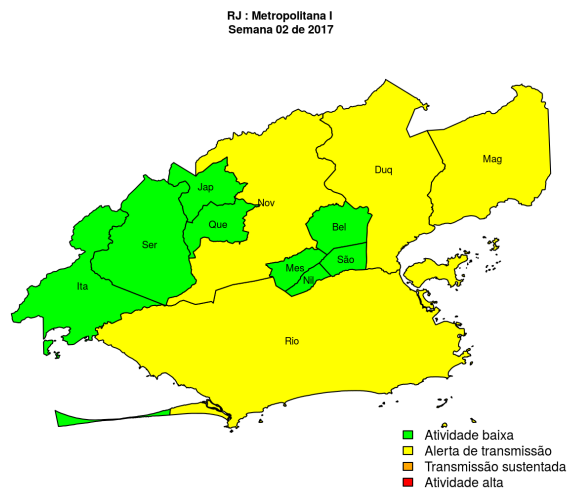 RJ : Metropolitana I
Semana 02 de 2017
Mag
Duq
Jap
Nov
Que
Bel
Ser
São
Mes
Nil
Ita
Rio
Atividade baixa
Alerta de transmissão
Transmissão sustentada
Atividade alta